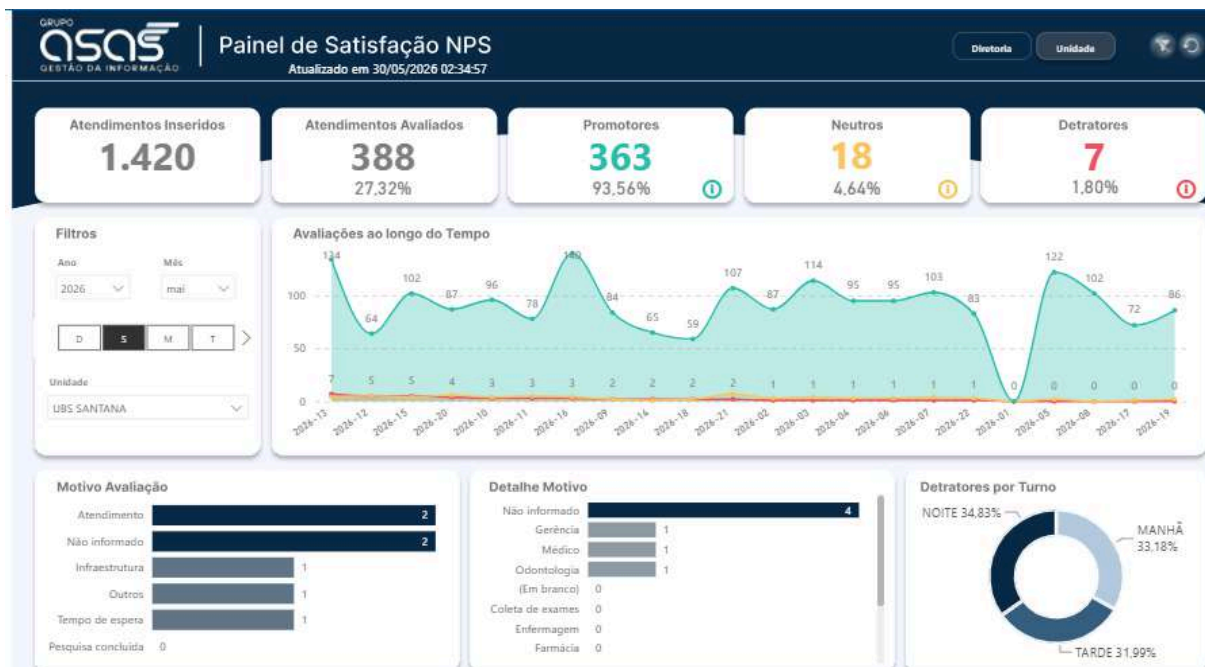 GRUPO
asas
GESTÃO DA INFORMAÇÃO
Painel de Satisfação NPS
Atualizado em 30/05/2026 02:34:57
Diretoria
Unidade
Atendimentos Inseridos
1.420
Atendimentos Avaliados
388
27,32%
Promotores
363
93,56%
Neutros
18
4,64%
Detratores
7
1,80%
Filtros
Ano
Mês
2026
mai
D S M T
Unidade
UBS SANTANA
Avaliações ao longo do Tempo
134 64 102 87 96 78 140 84 65 59 107 87 114 95 95 103 83 0 122 102 72 86
100
50
0
7 5 5 4 3 3 3 2 2 2 2 1 1 1 1 1 1 0 0 0 0 0
2026-13 2026-12 2026-15 2026-20 2026-10 2026-11 2026-16 2026-09 2026-14 2026-18 2026-21 2026-02 2026-03 2026-04 2026-06 2026-07 2026-22 2026-01 2026-05 2026-08 2026-17 2026-19
Motivo Avaliação
Atendimento 2
Não informado 2
Infraestrutura 1
Outros 1
Tempo de espera 1
Pesquisa concluída 0
Detalhe Motivo
Não informado 4
Gerência 1
Médico 1
Odontologia 1
(Em branco) 0
Coleta de exames 0
Enfermagem 0
Farmácia 0
Detratores por Turno
NOITE 34,83%
MANHÃ
33,18%
TARDE 31,99%